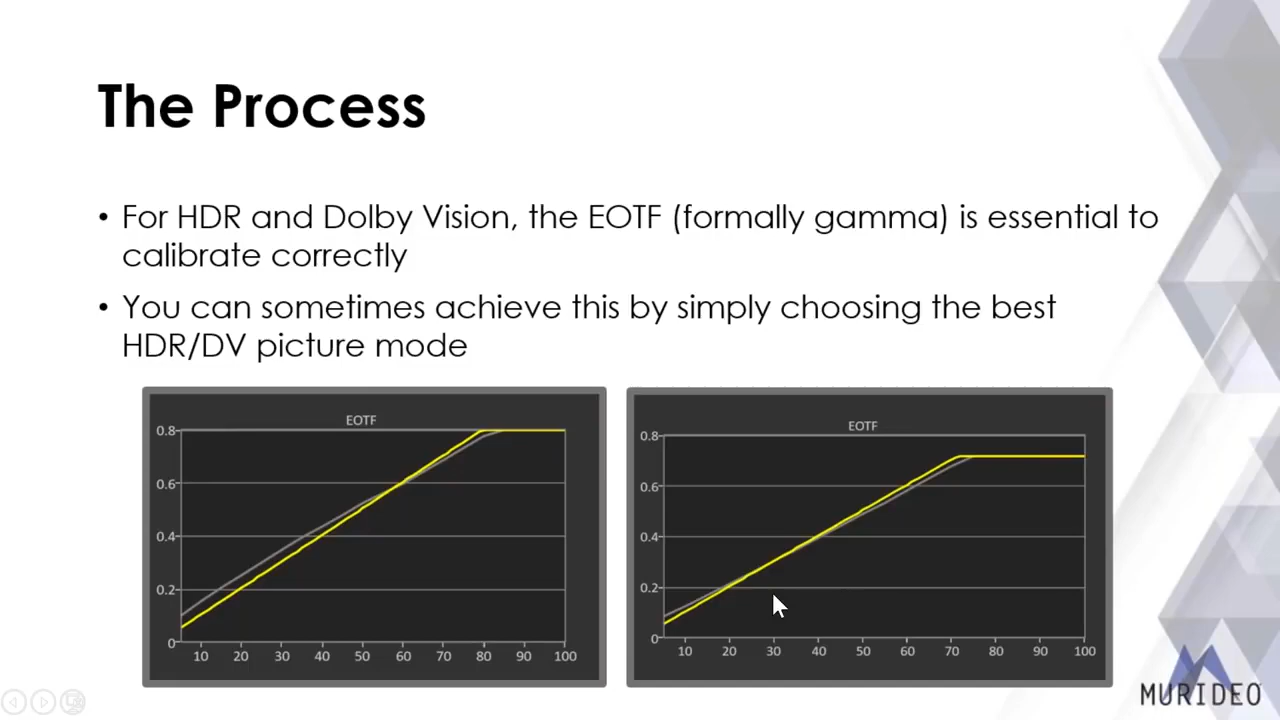 The Process
• For HDR and Dolby Vision, the EOTF (formally gamma) is essential to
calibrate correctly
• You can sometimes achieve this by simply choosing the best
HDR/DV picture mode
EOTF
0.8
0.6
0.4
0.2
0
10 20 30 40 50 60 70 80 90 100
EOTF
0.8
0.6
0.4
0.2
0
10 20 30 40 50 60 70 80 90 100
MURIDEO